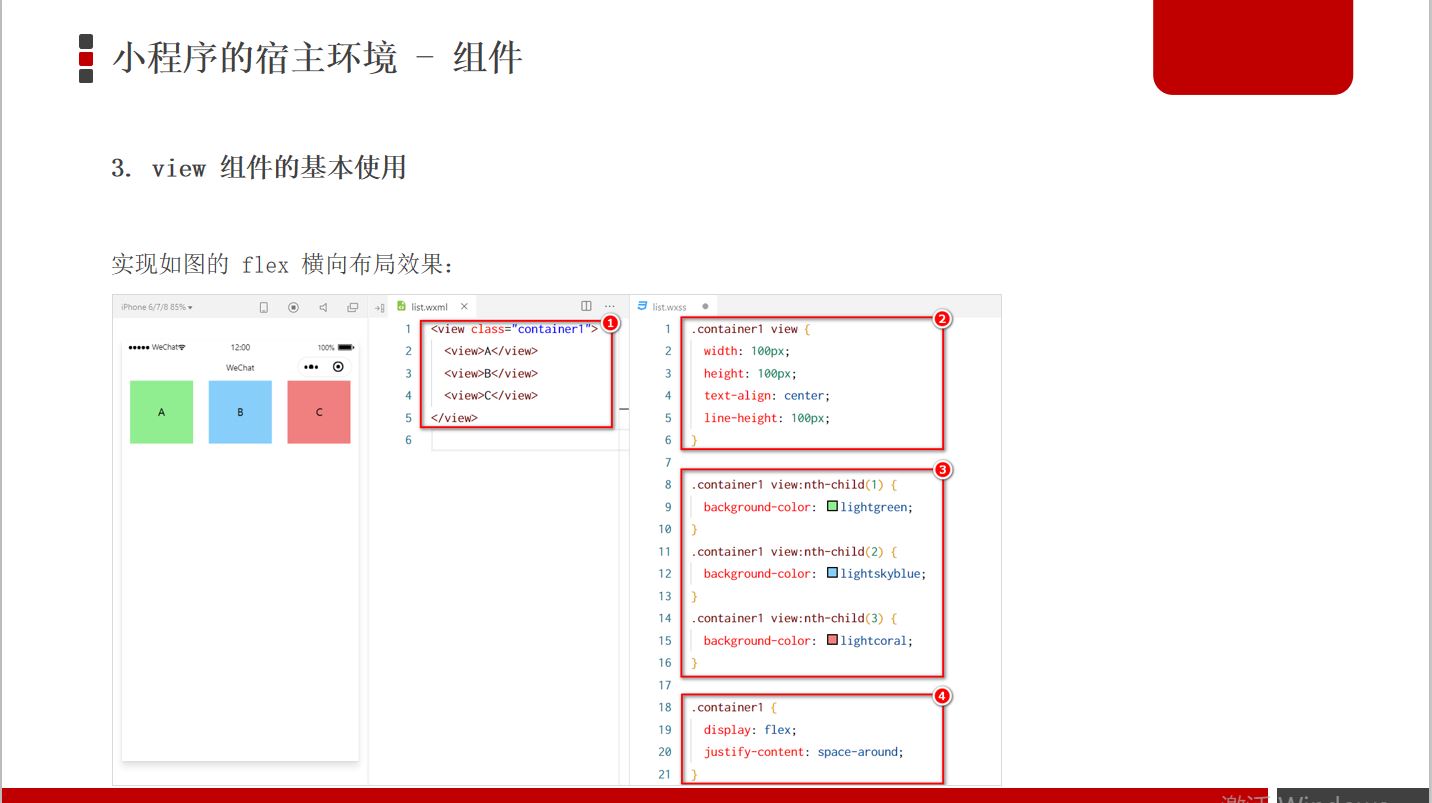 小程序的宿主环境 - 组件
3. view 组件的基本使用
实现如图的 flex 横向布局效果：
iPhone 6/7/8 85%
WeChat
12:00
100%
WeChat
A
B
C
list.wxml
1 <view class="container1">
2 <view>A</view>
3 <view>B</view>
4 <view>C</view>
5 </view>
6
1
list.wxss
1 .container1 view {
2 width: 100px;
3 height: 100px;
4 text-align: center;
5 line-height: 100px;
6 }
7
2
8 .container1 view:nth-child(1) {
9 background-color: lightgreen;
10 }
11 .container1 view:nth-child(2) {
12 background-color: lightskyblue;
13 }
14 .container1 view:nth-child(3) {
15 background-color: lightcoral;
16 }
17
3
18 .container1 {
19 display: flex;
20 justify-content: space-around;
21 }
4
激活 Windows